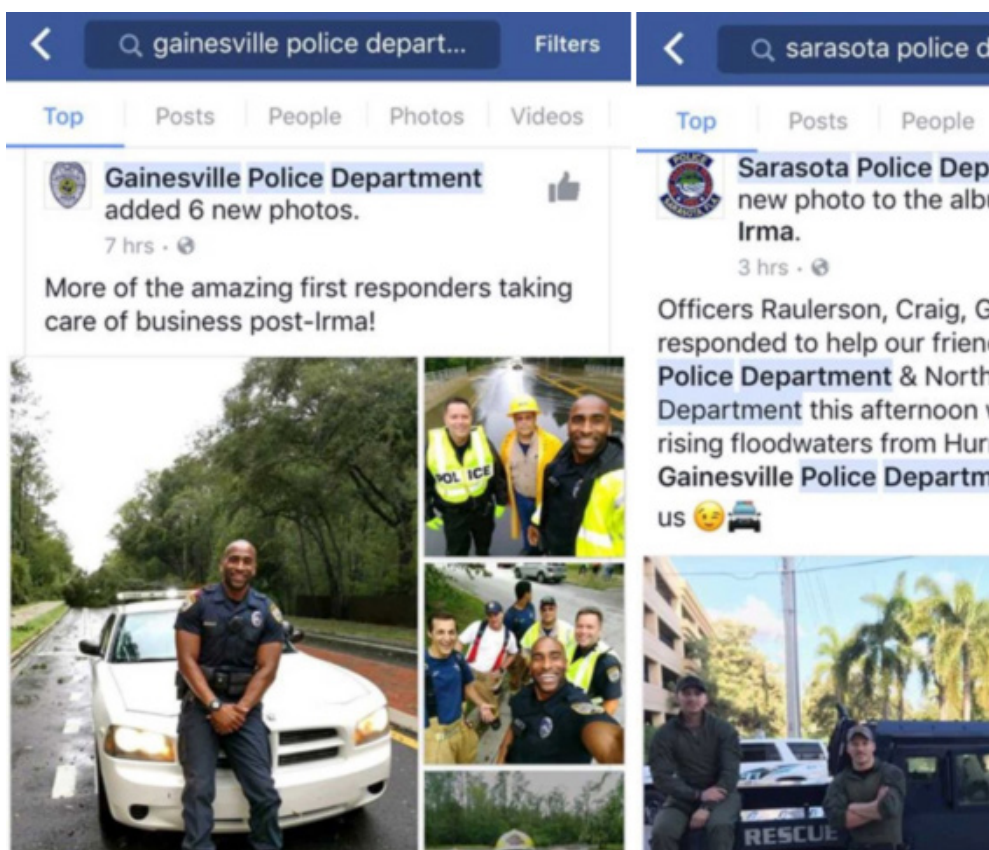 gainesville police depart...
Filters
Top
Posts
People
Photos
Videos
Gainesville Police Department
added 6 new photos.
7 hrs ·
More of the amazing first responders taking
care of business post-Irma!
POLICE
sarasota police d
Top
Posts
People
POLICE
SARASOTA FLA.
Sarasota Police Dep
new photo to the albu
Irma.
3 hrs ·
Officers Raulerson, Craig, G
responded to help our frien
Police Department & North
Department this afternoon
rising floodwaters from Hur
Gainesville Police Departm
us 😉🚔
RESCUE